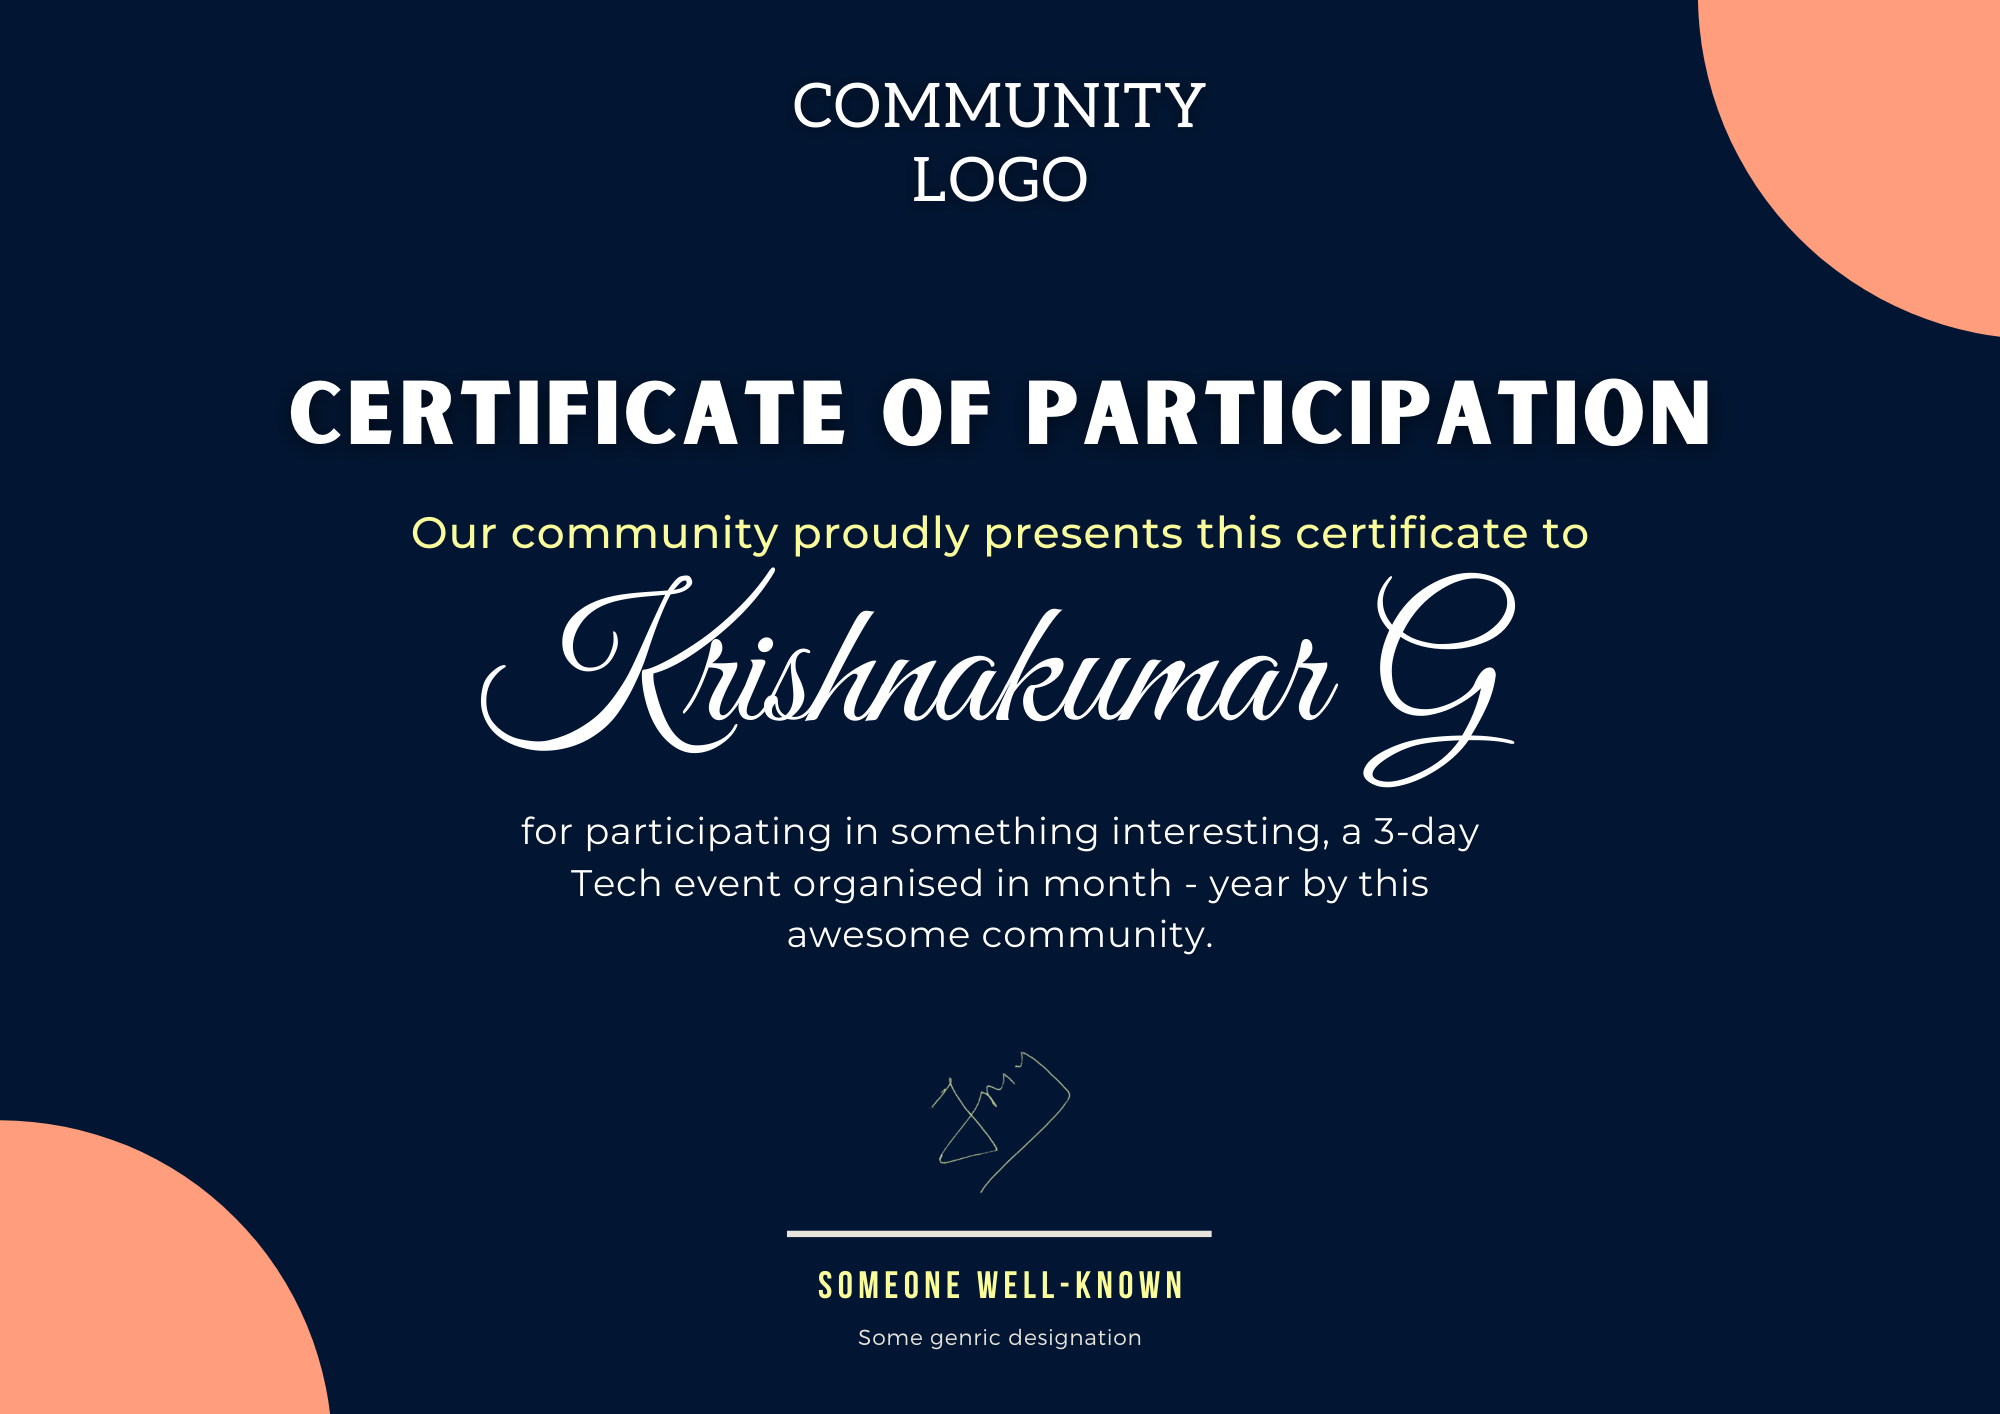 COMMUNITY
LOGO
CERTIFICATE OF PARTICIPATION
Our community proudly presents this certificate to
Krishnakumar G
for participating in something interesting, a 3-day
Tech event organised in month - year by this
awesome community.
SOMEONE WELL-KNOWN
Some genric designation